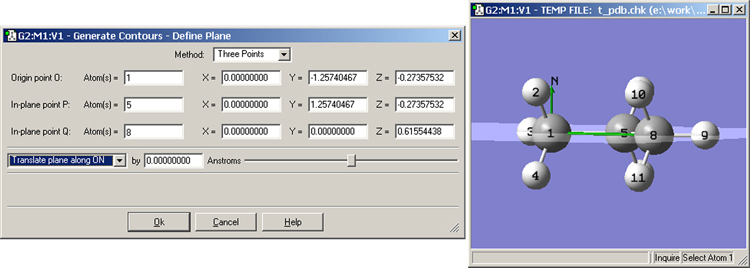 G2:M1:V1 - Generate Contours - Define Plane
Method: Three Points
Origin point O: Atom(s) = 1 X = 0.00000000 Y = -1.25740467 Z = -0.27357532
In-plane point P: Atom(s) = 5 X = 0.00000000 Y = 1.25740467 Z = -0.27357532
In-plane point Q: Atom(s) = 8 X = 0.00000000 Y = 0.00000000 Z = 0.61554438
Translate plane along ON by 0.00000000 Anstroms
Ok Cancel Help
G2:M1:V1 - TEMP FILE: t_pdb.chk (e:\work\
N
2 10
3 1 5 8 9
4 11
Inquire Select Atom 1